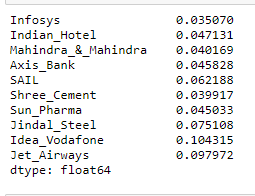 Infosys 0.035070
Indian_Hotel 0.047131
Mahindra_&_Mahindra 0.040169
Axis_Bank 0.045828
SAIL 0.062188
Shree_Cement 0.039917
Sun_Pharma 0.045033
Jindal_Steel 0.075108
Idea_Vodafone 0.104315
Jet_Airways 0.097972
dtype: float64